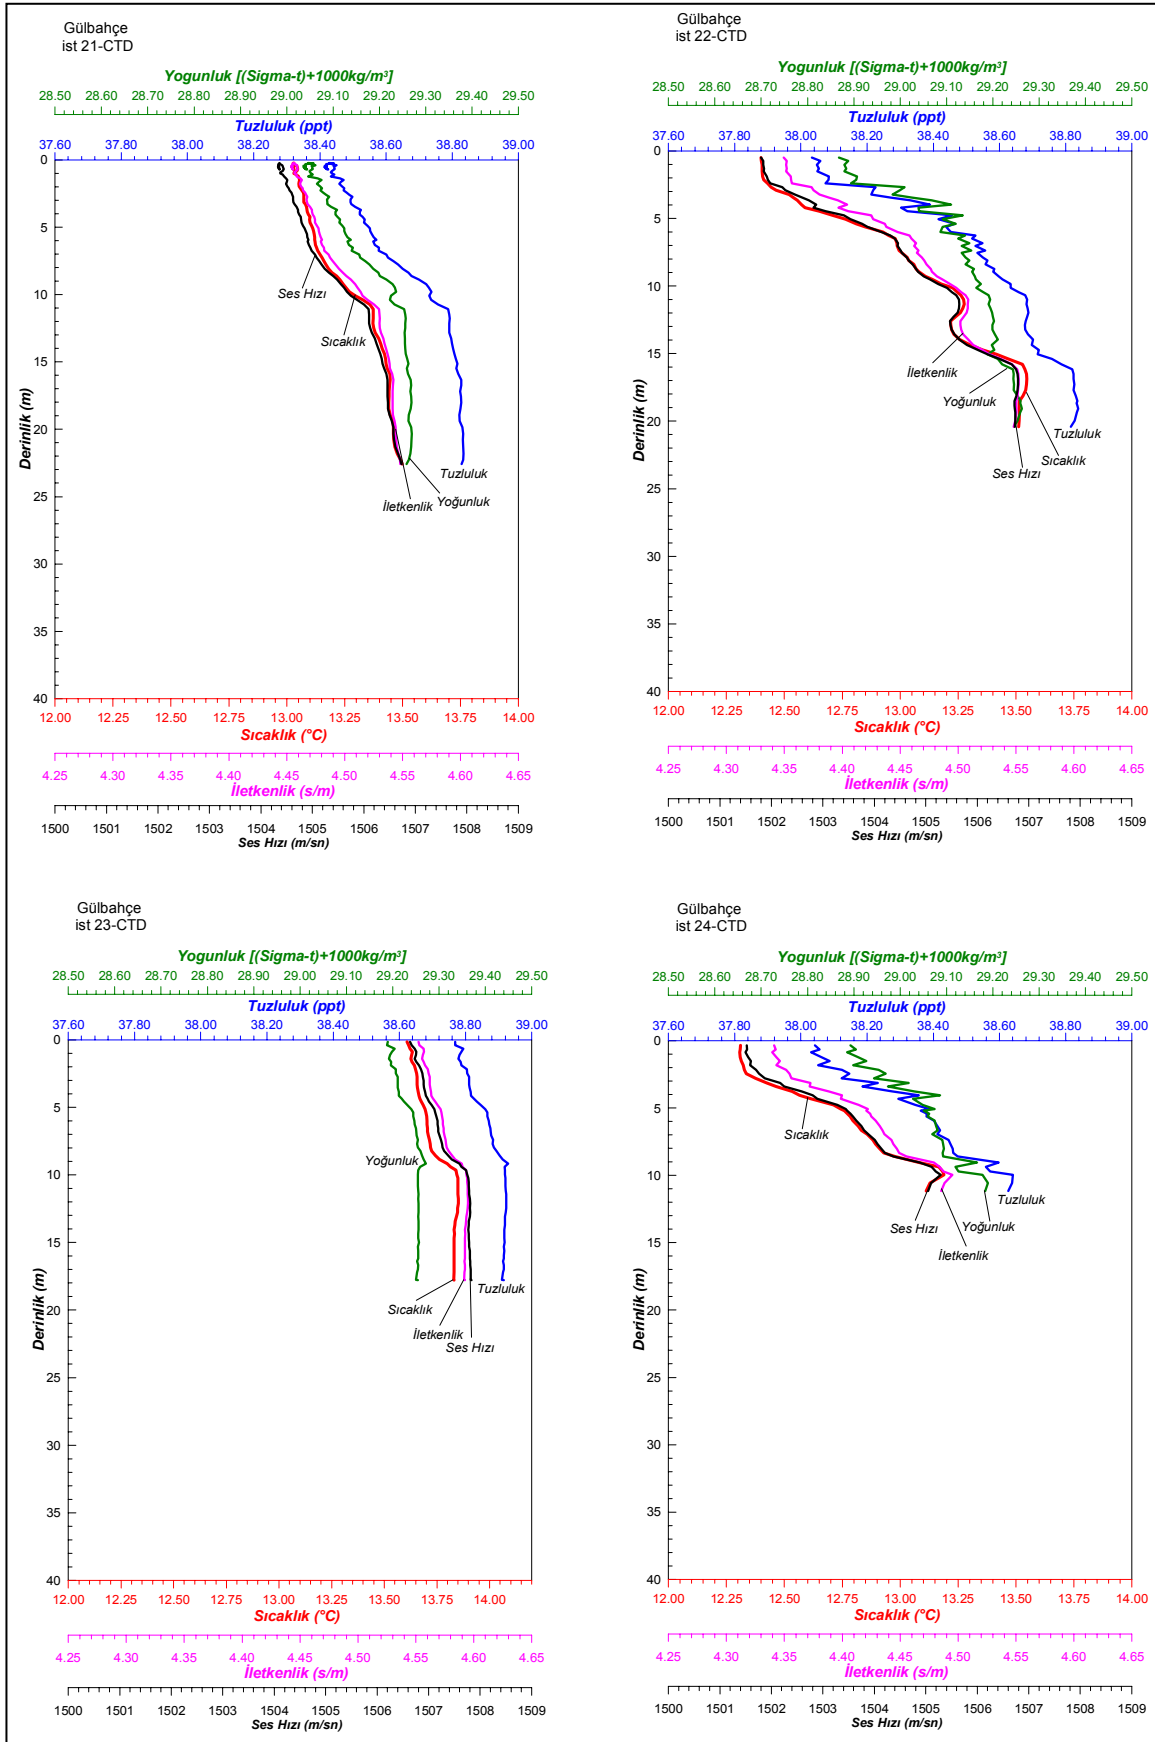 Gülbahçe
ist 21-CTD
Yogunluk [(Sigma-t)+1000kg/m³]
28.50 28.60 28.70 28.80 28.90 29.00 29.10 29.20 29.30 29.40 29.50
Tuzluluk (ppt)
37.60 37.80 38.00 38.20 38.40 38.60 38.80 39.00
0
5
10
15
20
25
30
35
40
Derinlik (m)
Ses Hızı
Sıcaklık
Tuzluluk
Yoğunluk
İletkenlik
12.00 12.25 12.50 12.75 13.00 13.25 13.50 13.75 14.00
Sıcaklık (°C)
4.25 4.30 4.35 4.40 4.45 4.50 4.55 4.60 4.65
İletkenlik (s/m)
1500 1501 1502 1503 1504 1505 1506 1507 1508 1509
Ses Hızı (m/sn)
Gülbahçe
ist 22-CTD
Yogunluk [(Sigma-t)+1000kg/m³]
28.50 28.60 28.70 28.80 28.90 29.00 29.10 29.20 29.30 29.40 29.50
Tuzluluk (ppt)
37.60 37.80 38.00 38.20 38.40 38.60 38.80 39.00
0
5
10
15
20
25
30
35
40
Derinlik (m)
İletkenlik
Yoğunluk
Tuzluluk
Sıcaklık
Ses Hızı
12.00 12.25 12.50 12.75 13.00 13.25 13.50 13.75 14.00
Sıcaklık (°C)
4.25 4.30 4.35 4.40 4.45 4.50 4.55 4.60 4.65
İletkenlik (s/m)
1500 1501 1502 1503 1504 1505 1506 1507 1508 1509
Ses Hızı (m/sn)
Gülbahçe
ist 23-CTD
Yogunluk [(Sigma-t)+1000kg/m³]
28.50 28.60 28.70 28.80 28.90 29.00 29.10 29.20 29.30 29.40 29.50
Tuzluluk (ppt)
37.60 37.80 38.00 38.20 38.40 38.60 38.80 39.00
0
5
10
15
20
25
30
35
40
Derinlik (m)
Yoğunluk
Tuzluluk
Sıcaklık
İletkenlik
Ses Hızı
12.00 12.25 12.50 12.75 13.00 13.25 13.50 13.75 14.00
Sıcaklık (°C)
4.25 4.30 4.35 4.40 4.45 4.50 4.55 4.60 4.65
İletkenlik (s/m)
1500 1501 1502 1503 1504 1505 1506 1507 1508 1509
Ses Hızı (m/sn)
Gülbahçe
ist 24-CTD
Yogunluk [(Sigma-t)+1000kg/m³]
28.50 28.60 28.70 28.80 28.90 29.00 29.10 29.20 29.30 29.40 29.50
Tuzluluk (ppt)
37.60 37.80 38.00 38.20 38.40 38.60 38.80 39.00
0
5
10
15
20
25
30
35
40
Derinlik (m)
Sıcaklık
Tuzluluk
Ses Hızı
Yoğunluk
İletkenlik
12.00 12.25 12.50 12.75 13.00 13.25 13.50 13.75 14.00
Sıcaklık (°C)
4.25 4.30 4.35 4.40 4.45 4.50 4.55 4.60 4.65
İletkenlik (s/m)
1500 1501 1502 1503 1504 1505 1506 1507 1508 1509
Ses Hızı (m/sn)